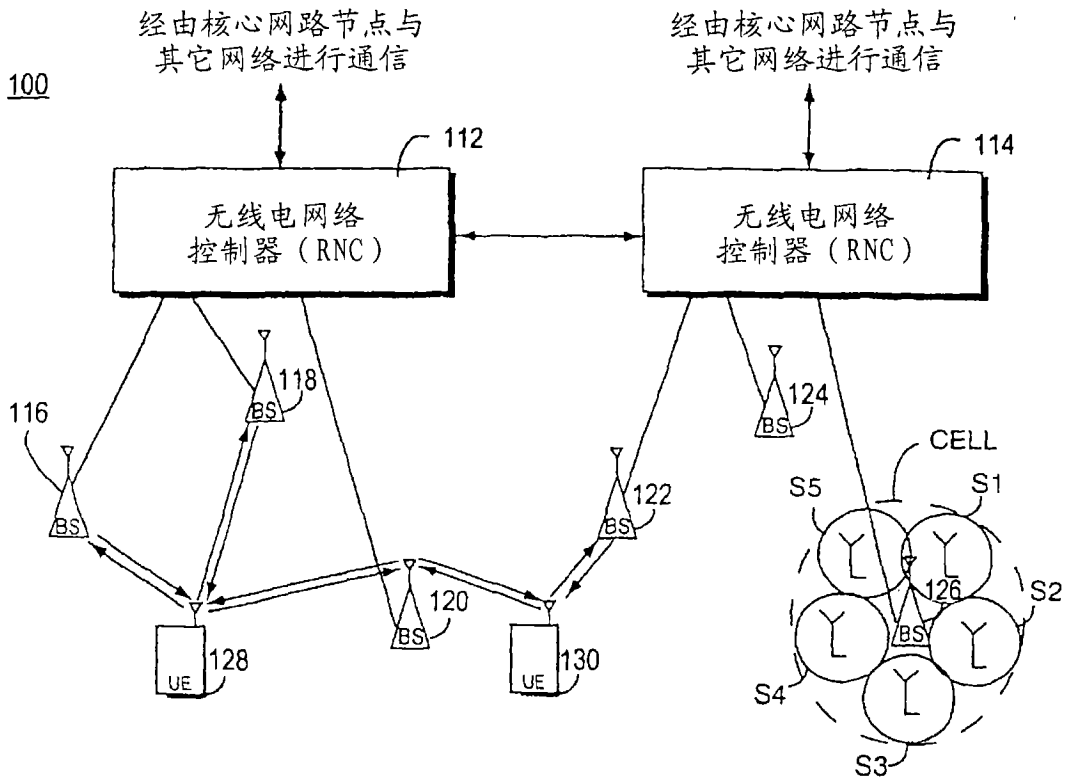 经由核心网路节点与
其它网络进行通信
经由核心网路节点与
其它网络进行通信
100
112
114
无线电网络
控制器(RNC)
无线电网络
控制器(RNC)
116
118
BS
124
BS
CELL
S5
S1
BS
122
BS
120
BS
126
BS
S2
128
UE
130
UE
S4
S3